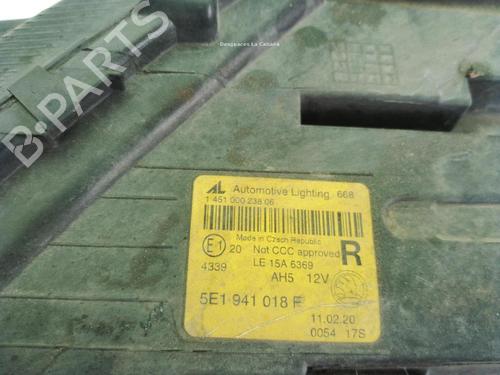 Desguaces La Cabaña
B-PARTS
AL Automotive Lighting 668
1 451 000 238 06
Made in Czech Republic
E1 20 Not CCC approved R
4339 LE 15A 6369
AH5 12V
5E1 941 018 F
11.02.20
0054 17S